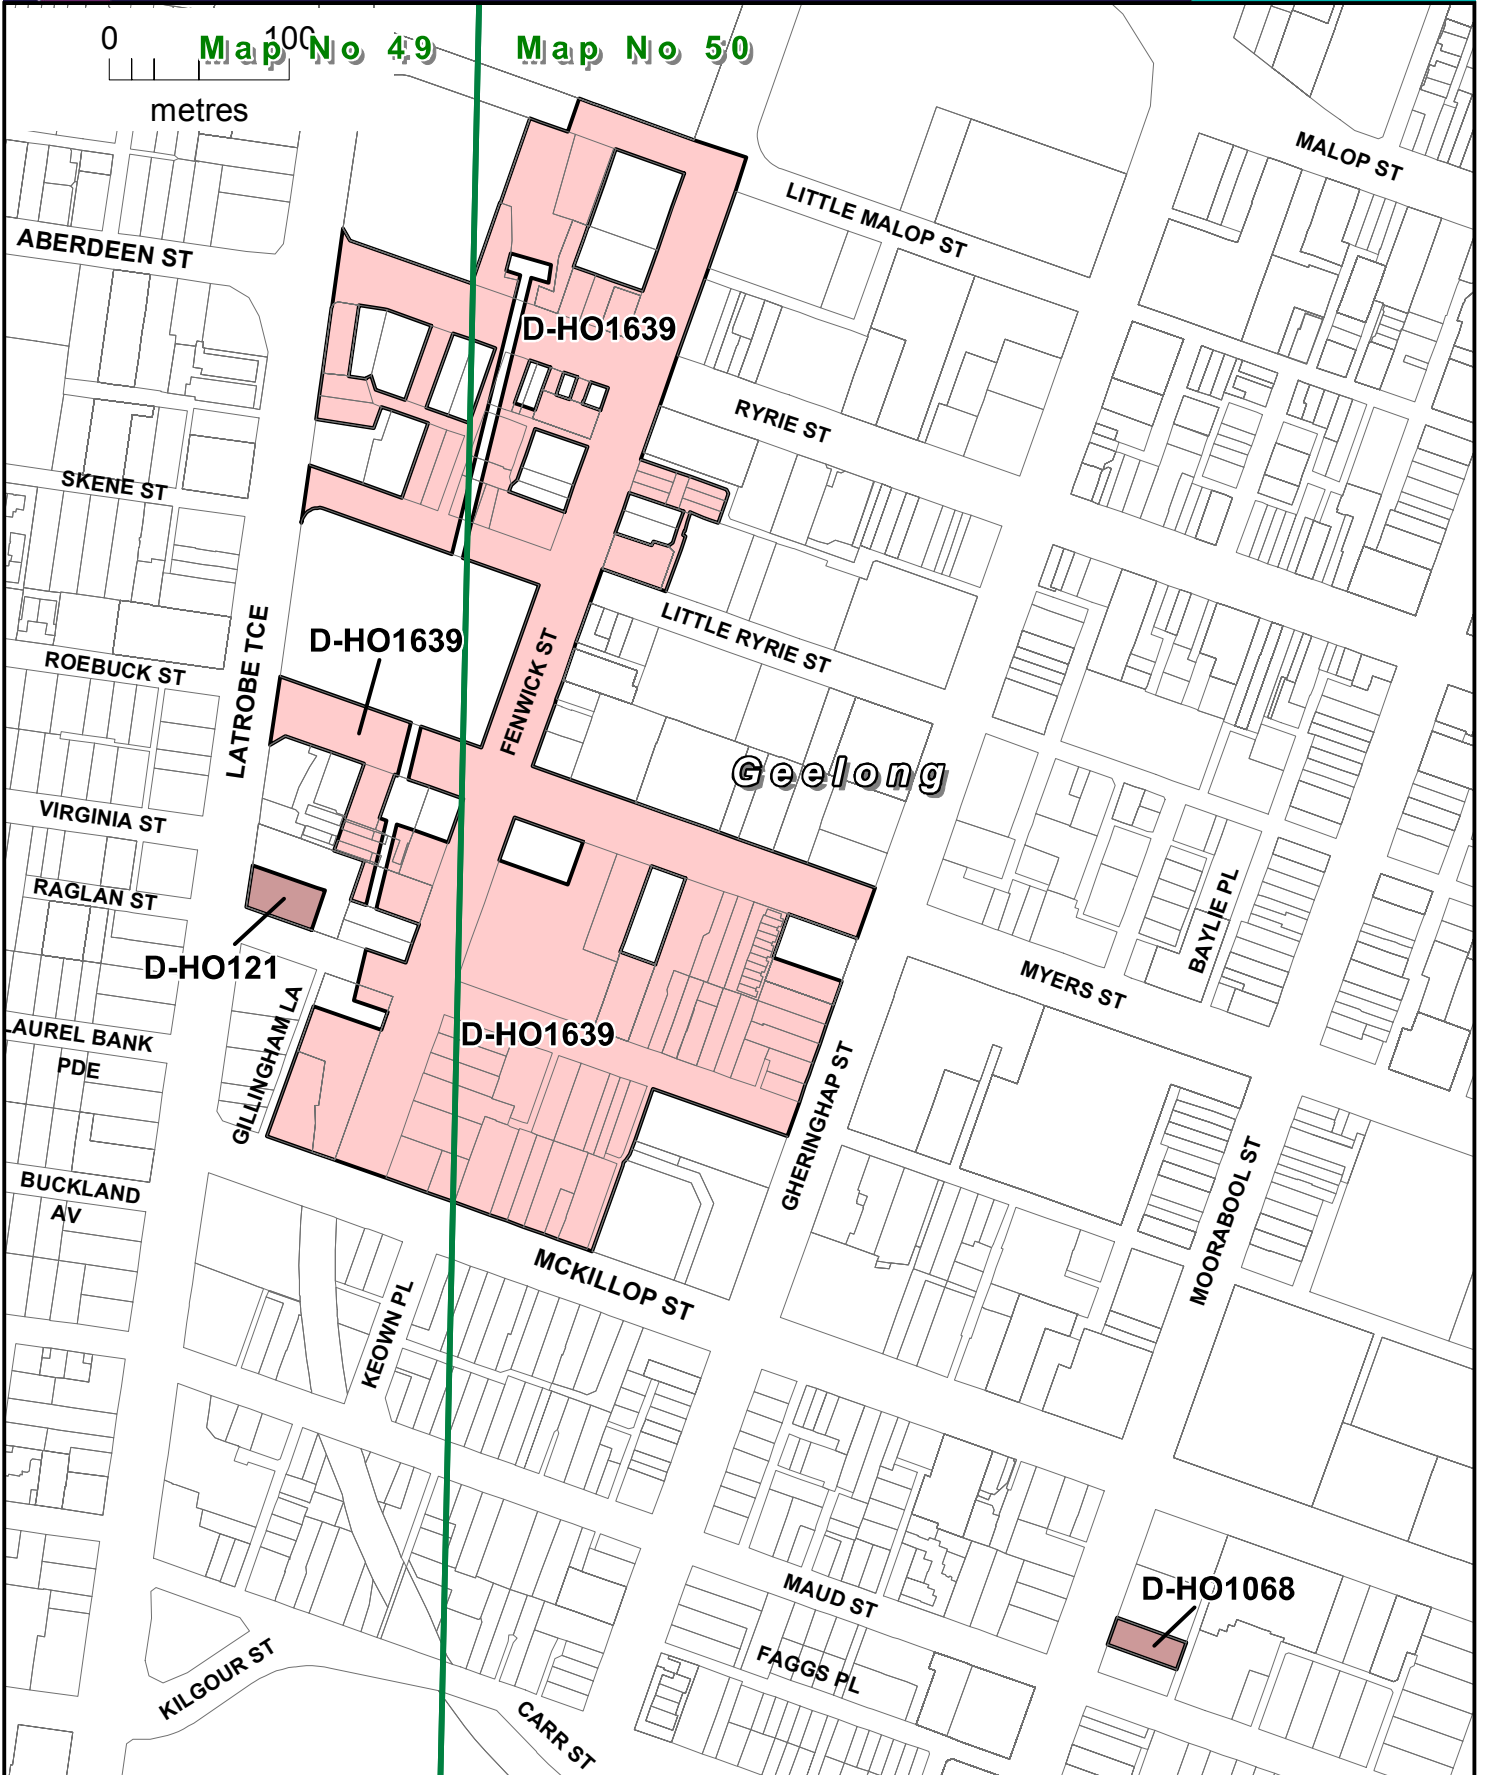 0 100
metres
Map No 49
Map No 50
MALOP ST
LITTLE MALOP ST
ABERDEEN ST
D-HO1639
RYRIE ST
SKENE ST
LITTLE RYRIE ST
D-HO1639
LATROBE TCE
FENWICK ST
ROEBUCK ST
Geelong
VIRGINIA ST
RAGLAN ST
BAYLIE PL
D-HO121
MYERS ST
GILLINGHAM LA
LAUREL BANK
PDE
D-HO1639
GHERINGHAP ST
MOORABOOL ST
BUCKLAND
AV
MCKILLOP ST
KEOWN PL
D-HO1068
MAUD ST
FAGGS PL
KILGOUR ST
CARR ST